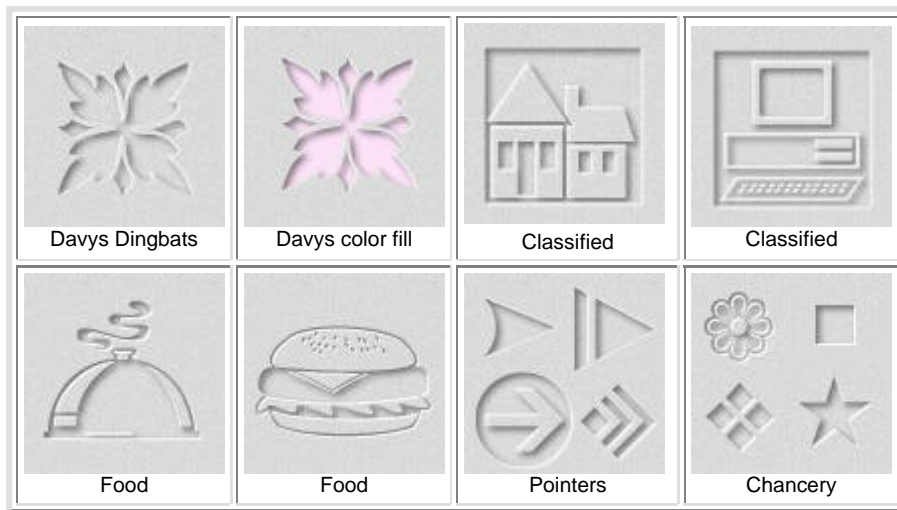 Davys Dingbats
Davys color fill
Classified
Classified
Food
Food
Pointers
Chancery